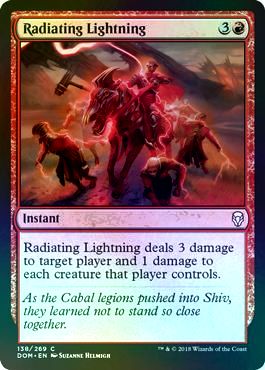 Radiating Lightning 3
Instant
Radiating Lightning deals 3 damage
to target player and 1 damage to
each creature that player controls.
As the Cabal legions pushed into Shiv,
they learned not to stand so close
together.
138/269 C
DOM • EN SUZANNE HELMIGH
™ & © 2018 Wizards of the Coast